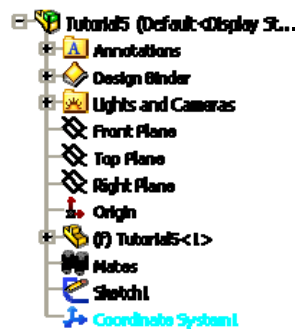 Tutorial5 (Default<Display St...
Annotations
Design Binder
Lights and Cameras
Front Plane
Top Plane
Right Plane
Origin
(f) Tutorial5<1>
Mates
Sketch1
Coordinate System1